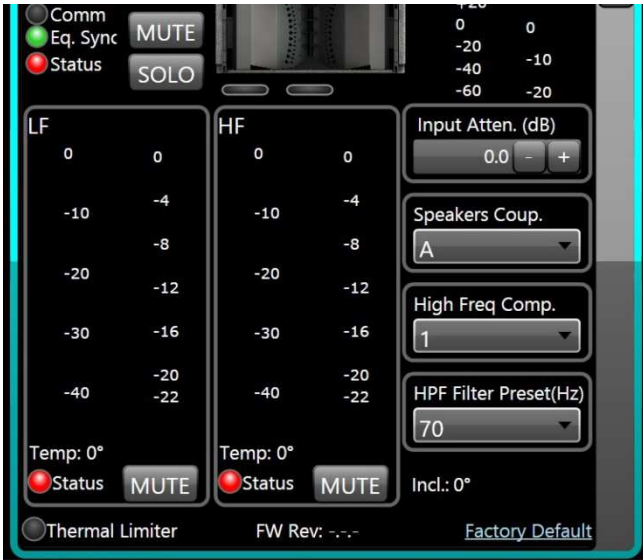 Comm
Eq. Sync
MUTE
Status
SOLO
0 0
-20
-10
-40
-60 -20
LF
0 0
-4
-10
-8
-20
-12
-30 -16
-20
-40 -22
Temp: 0°
Status MUTE
HF
0 0
-4
-10
-8
-20
-12
-30 -16
-20
-40 -22
Temp: 0°
Status MUTE
Input Atten. (dB)
0.0 - +
Speakers Coup.
A
High Freq Comp.
1
HPF Filter Preset(Hz)
70
Incl.: 0°
Thermal Limiter FW Rev: -.-.- Factory Default